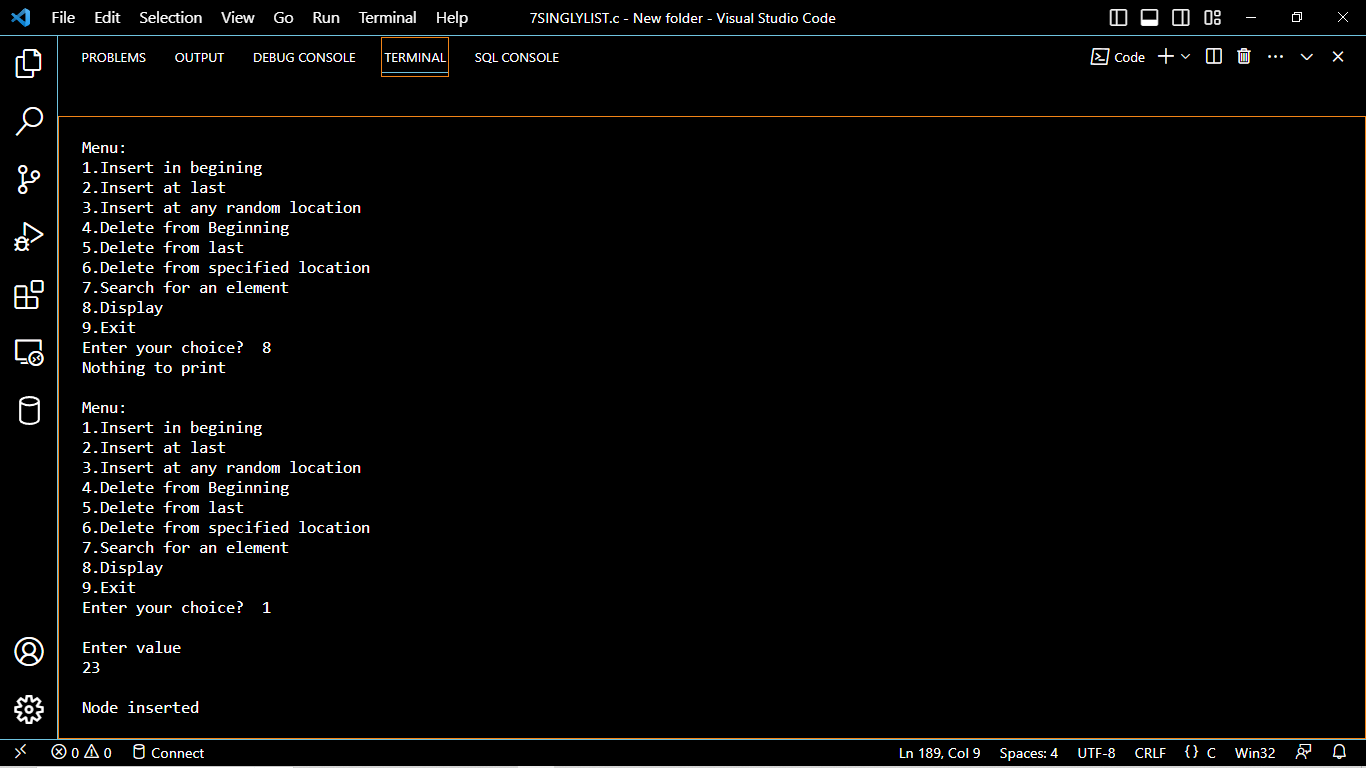 File Edit Selection View Go Run Terminal Help 7SINGLYLIST.c - New folder - Visual Studio Code
PROBLEMS OUTPUT DEBUG CONSOLE TERMINAL SQL CONSOLE Code
Menu:
1.Insert in begining
2.Insert at last
3.Insert at any random location
4.Delete from Beginning
5.Delete from last
6.Delete from specified location
7.Search for an element
8.Display
9.Exit
Enter your choice?  8
Nothing to print
Menu:
1.Insert in begining
2.Insert at last
3.Insert at any random location
4.Delete from Beginning
5.Delete from last
6.Delete from specified location
7.Search for an element
8.Display
9.Exit
Enter your choice?  1
Enter value
23
Node inserted
0 0 Connect Ln 189, Col 9 Spaces: 4 UTF-8 CRLF {} C Win32